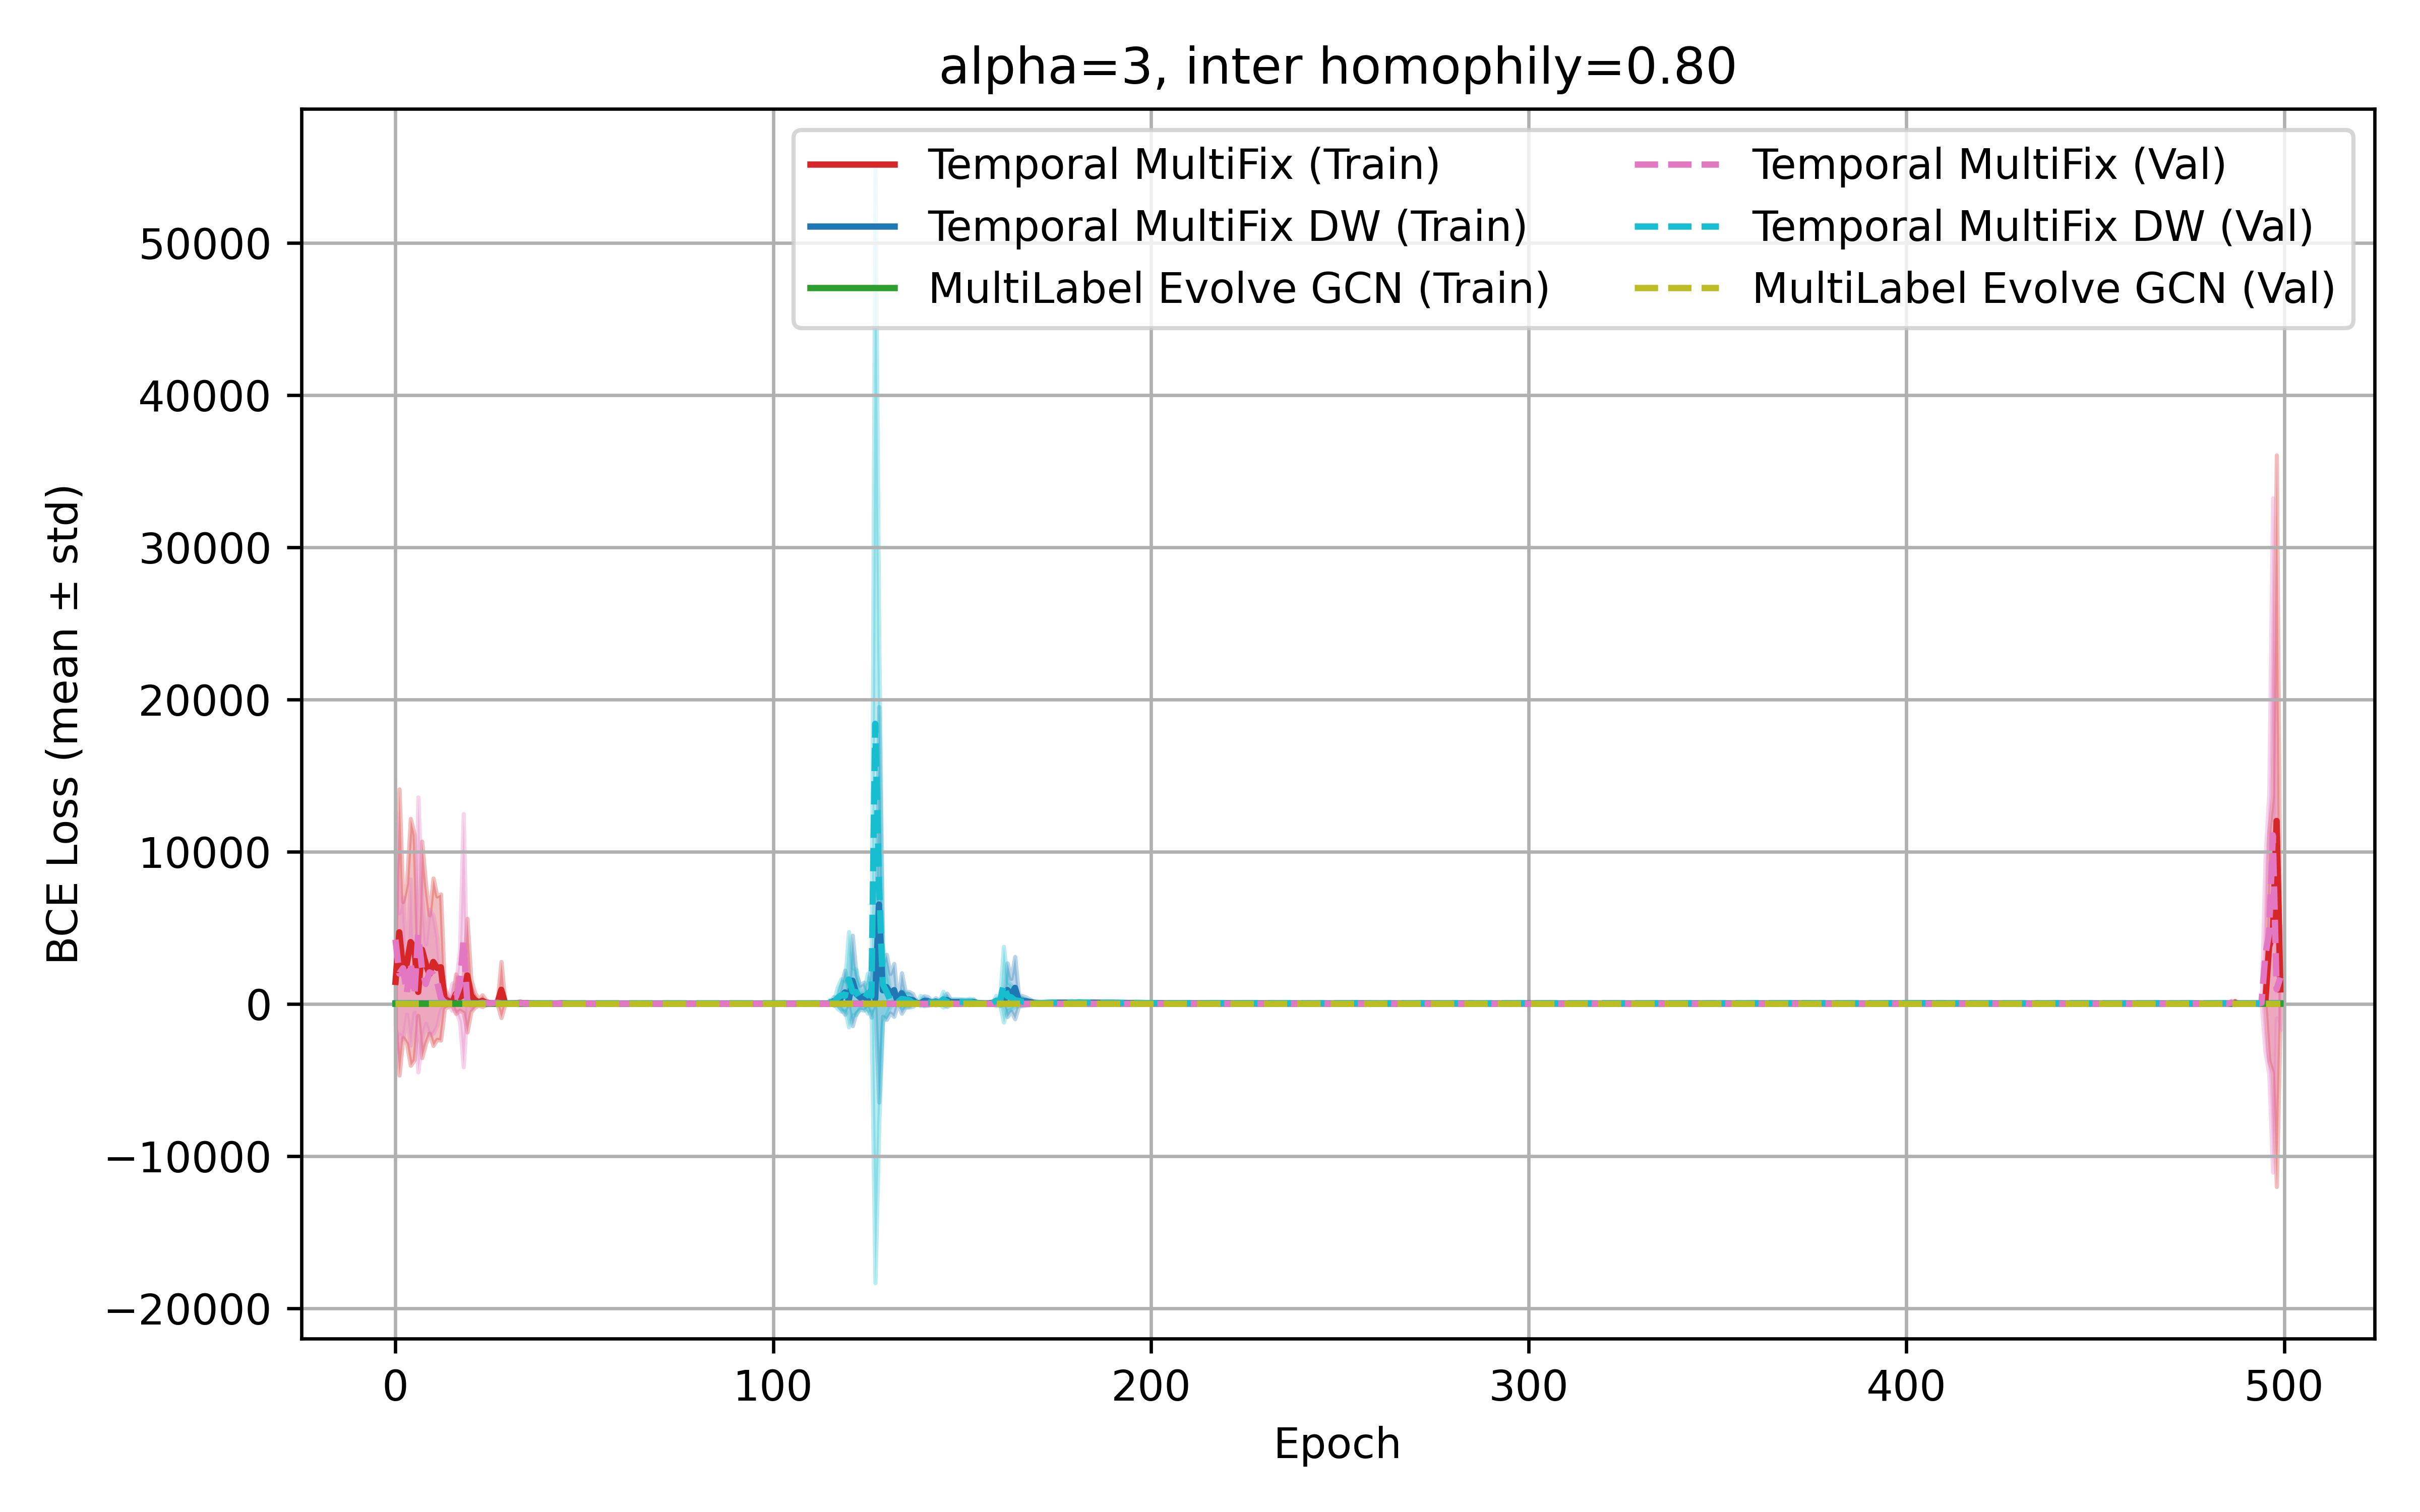 alpha=3, inter homophily=0.80
Temporal MultiFix (Train)
Temporal MultiFix DW (Train)
MultiLabel Evolve GCN (Train)
Temporal MultiFix (Val)
Temporal MultiFix DW (Val)
MultiLabel Evolve GCN (Val)
BCE Loss (mean ± std)
50000
40000
30000
20000
10000
0
−10000
−20000
0 100 200 300 400 500
Epoch